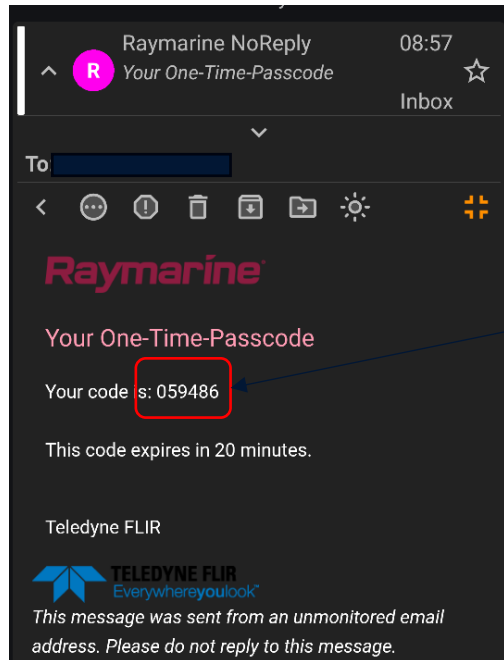 Raymarine NoReply 08:57
Your One-Time-Passcode
Inbox
To
Raymarine
Your One-Time-Passcode
Your code is: 059486
This code expires in 20 minutes.
Teledyne FLIR
TELEDYNE FLIR
Everywhereyoulook™
This message was sent from an unmonitored email
address. Please do not reply to this message.